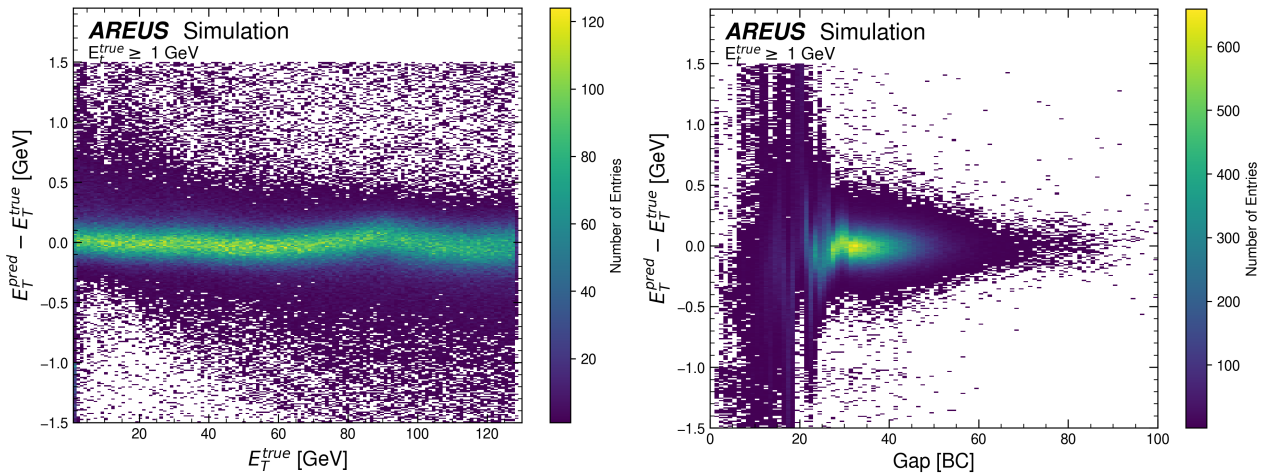 AREUS Simulation
E_t^{true} ≥ 1 GeV
1.5
1.0
0.5
0.0
−0.5
−1.0
−1.5
E_T^{pred} − E_T^{true} [GeV]
20 40 60 80 100 120
E_T^{true} [GeV]
120
100
80
60
40
20
Number of Entries
AREUS Simulation
E_t^{true} ≥ 1 GeV
1.5
1.0
0.5
0.0
−0.5
−1.0
−1.5
E_T^{pred} − E_T^{true} [GeV]
0 20 40 60 80 100
Gap [BC]
600
500
400
300
200
100
Number of Entries